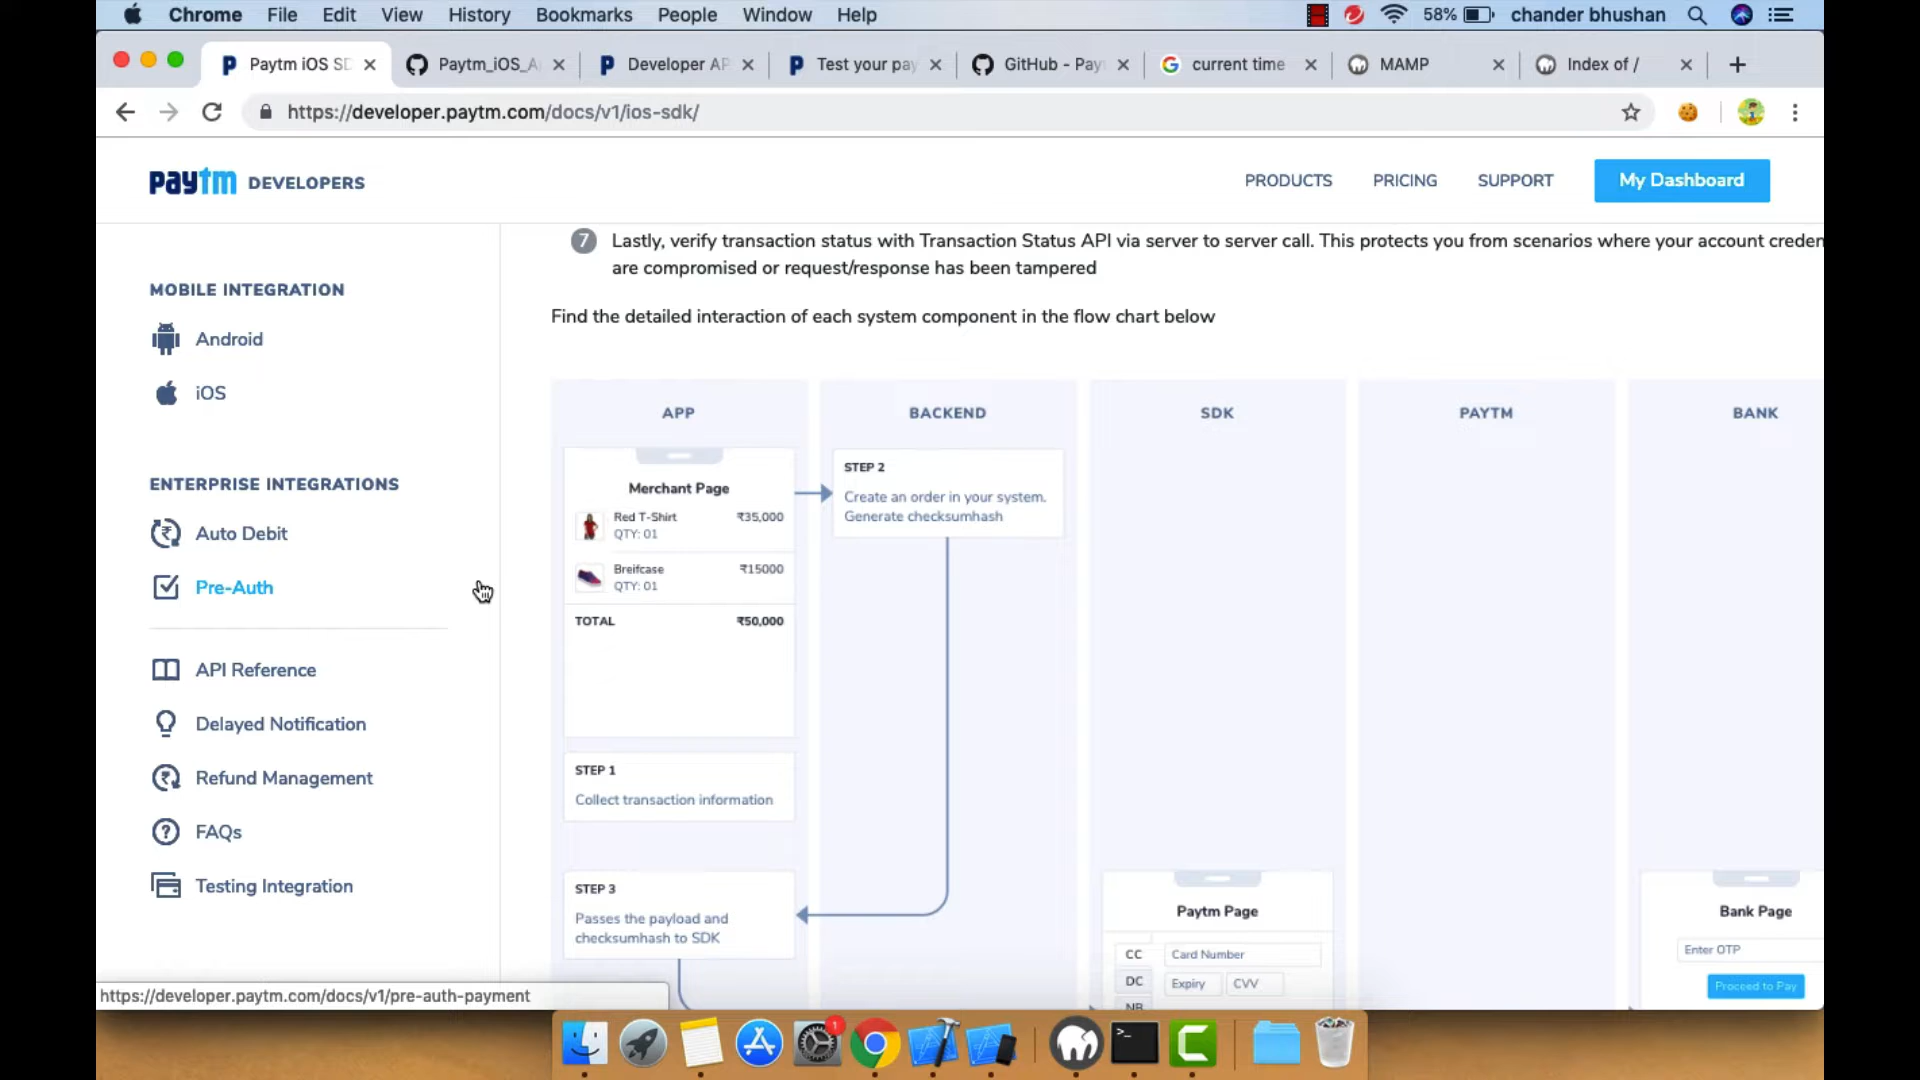 Chrome File Edit View History Bookmarks People Window Help 58% chander bhushan
Paytm iOS SD Paytm_iOS_A Developer AP Test your pay GitHub - Pay current time MAMP Index of /
https://developer.paytm.com/docs/v1/ios-sdk/
paytm DEVELOPERS PRODUCTS PRICING SUPPORT My Dashboard
7 Lastly, verify transaction status with Transaction Status API via server to server call. This protects you from scenarios where your account creden
are compromised or request/response has been tampered
Find the detailed interaction of each system component in the flow chart below
MOBILE INTEGRATION
Android
iOS
ENTERPRISE INTEGRATIONS
Auto Debit
Pre-Auth
API Reference
Delayed Notification
Refund Management
FAQs
Testing Integration
APP BACKEND SDK PAYTM BANK
Merchant Page
Red T-Shirt ₹35,000
QTY: 01
Breifcase ₹15000
QTY: 01
TOTAL ₹50,000
STEP 1
Collect transaction information
STEP 2
Create an order in your system.
Generate checksumhash
STEP 3
Passes the payload and
checksumhash to SDK
Paytm Page
CC Card Number
DC Expiry CVV
NB
Bank Page
Enter OTP
Proceed to Pay
https://developer.paytm.com/docs/v1/pre-auth-payment
1